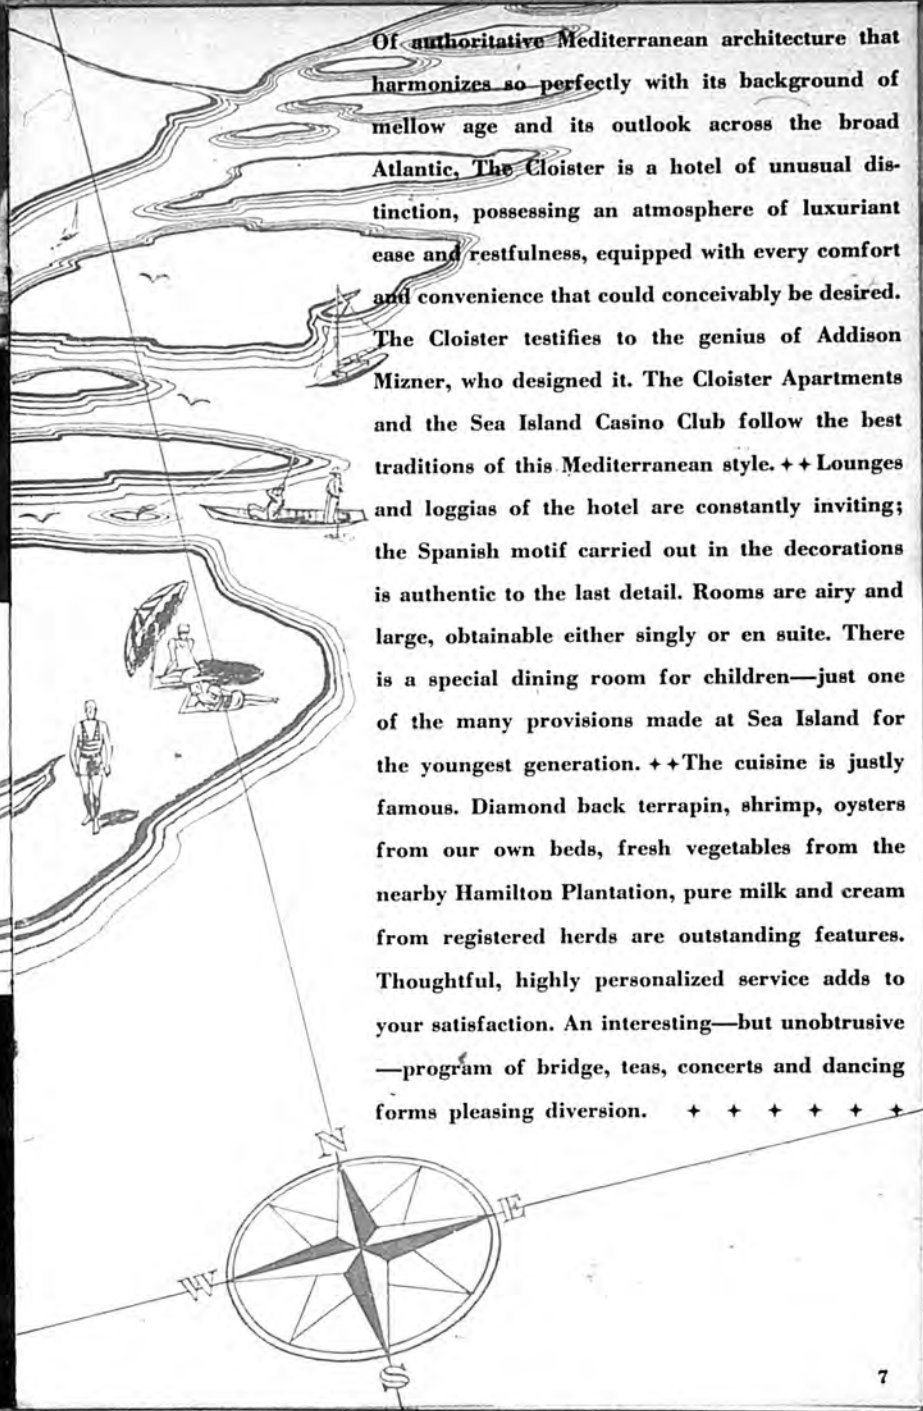 Of authoritative Mediterranean architecture that
harmonizes so perfectly with its background of
mellow age and its outlook across the broad
Atlantic, The Cloister is a hotel of unusual dis-
tinction, possessing an atmosphere of luxuriant
ease and restfulness, equipped with every comfort
and convenience that could conceivably be desired.
The Cloister testifies to the genius of Addison
Mizner, who designed it. The Cloister Apartments
and the Sea Island Casino Club follow the best
traditions of this Mediterranean style. ++ Lounges
and loggias of the hotel are constantly inviting;
the Spanish motif carried out in the decorations
is authentic to the last detail. Rooms are airy and
large, obtainable either singly or en suite. There
is a special dining room for children—just one
of the many provisions made at Sea Island for
the youngest generation. ++The cuisine is justly
famous. Diamond back terrapin, shrimp, oysters
from our own beds, fresh vegetables from the
nearby Hamilton Plantation, pure milk and cream
from registered herds are outstanding features.
Thoughtful, highly personalized service adds to
your satisfaction. An interesting—but unobtrusive
—program of bridge, teas, concerts and dancing
forms pleasing diversion. + + + + + +
N
E
W
S
7